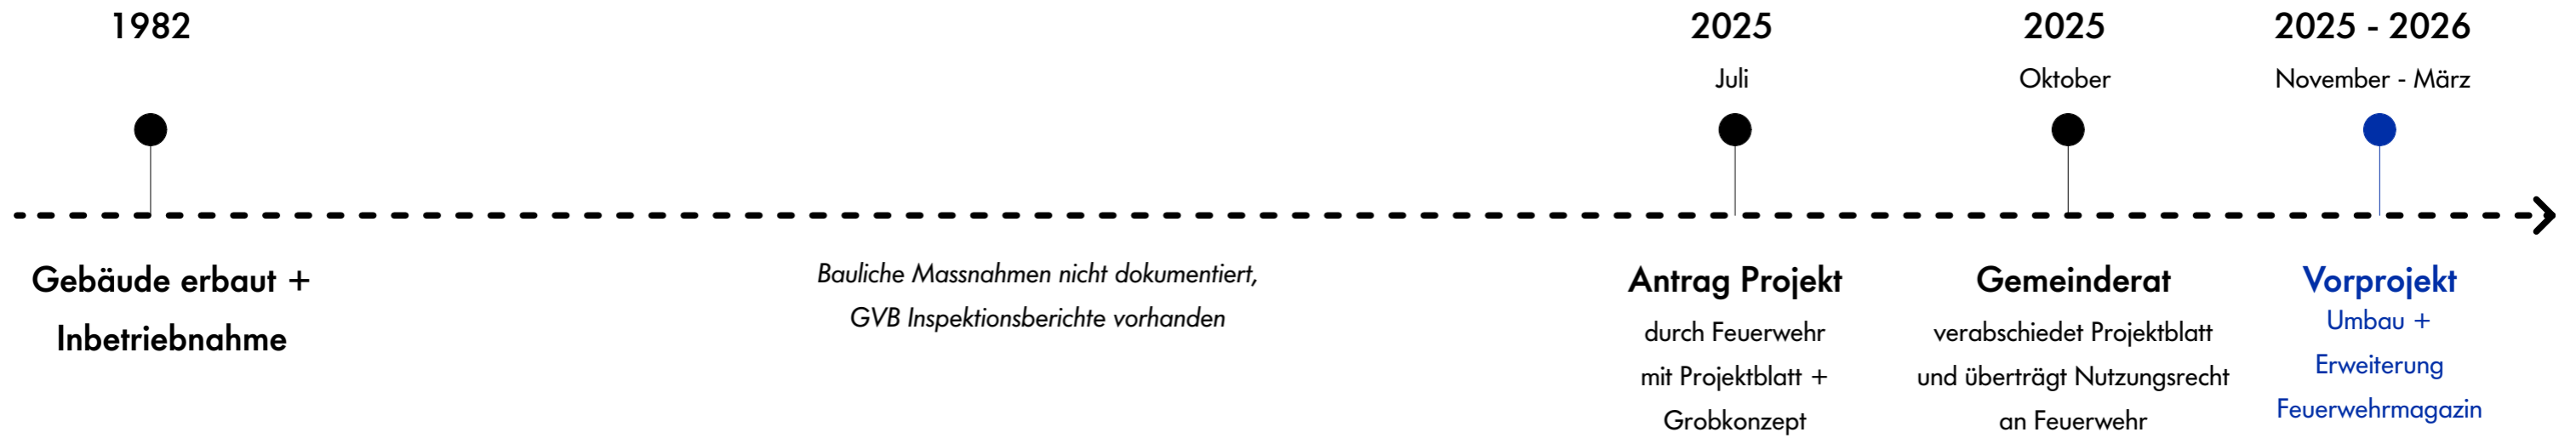 1982
Gebäude erbaut +
Inbetriebnahme
Bauliche Massnahmen nicht dokumentiert,
GVB Inspektionsberichte vorhanden
2025
Juli
Antrag Projekt
durch Feuerwehr
mit Projektblatt +
Grobkonzept
2025
Oktober
Gemeinderat
verabschiedet Projektblatt
und überträgt Nutzungsrecht
an Feuerwehr
2025 - 2026
November - März
Vorprojekt
Umbau +
Erweiterung
Feuerwehrmagazin